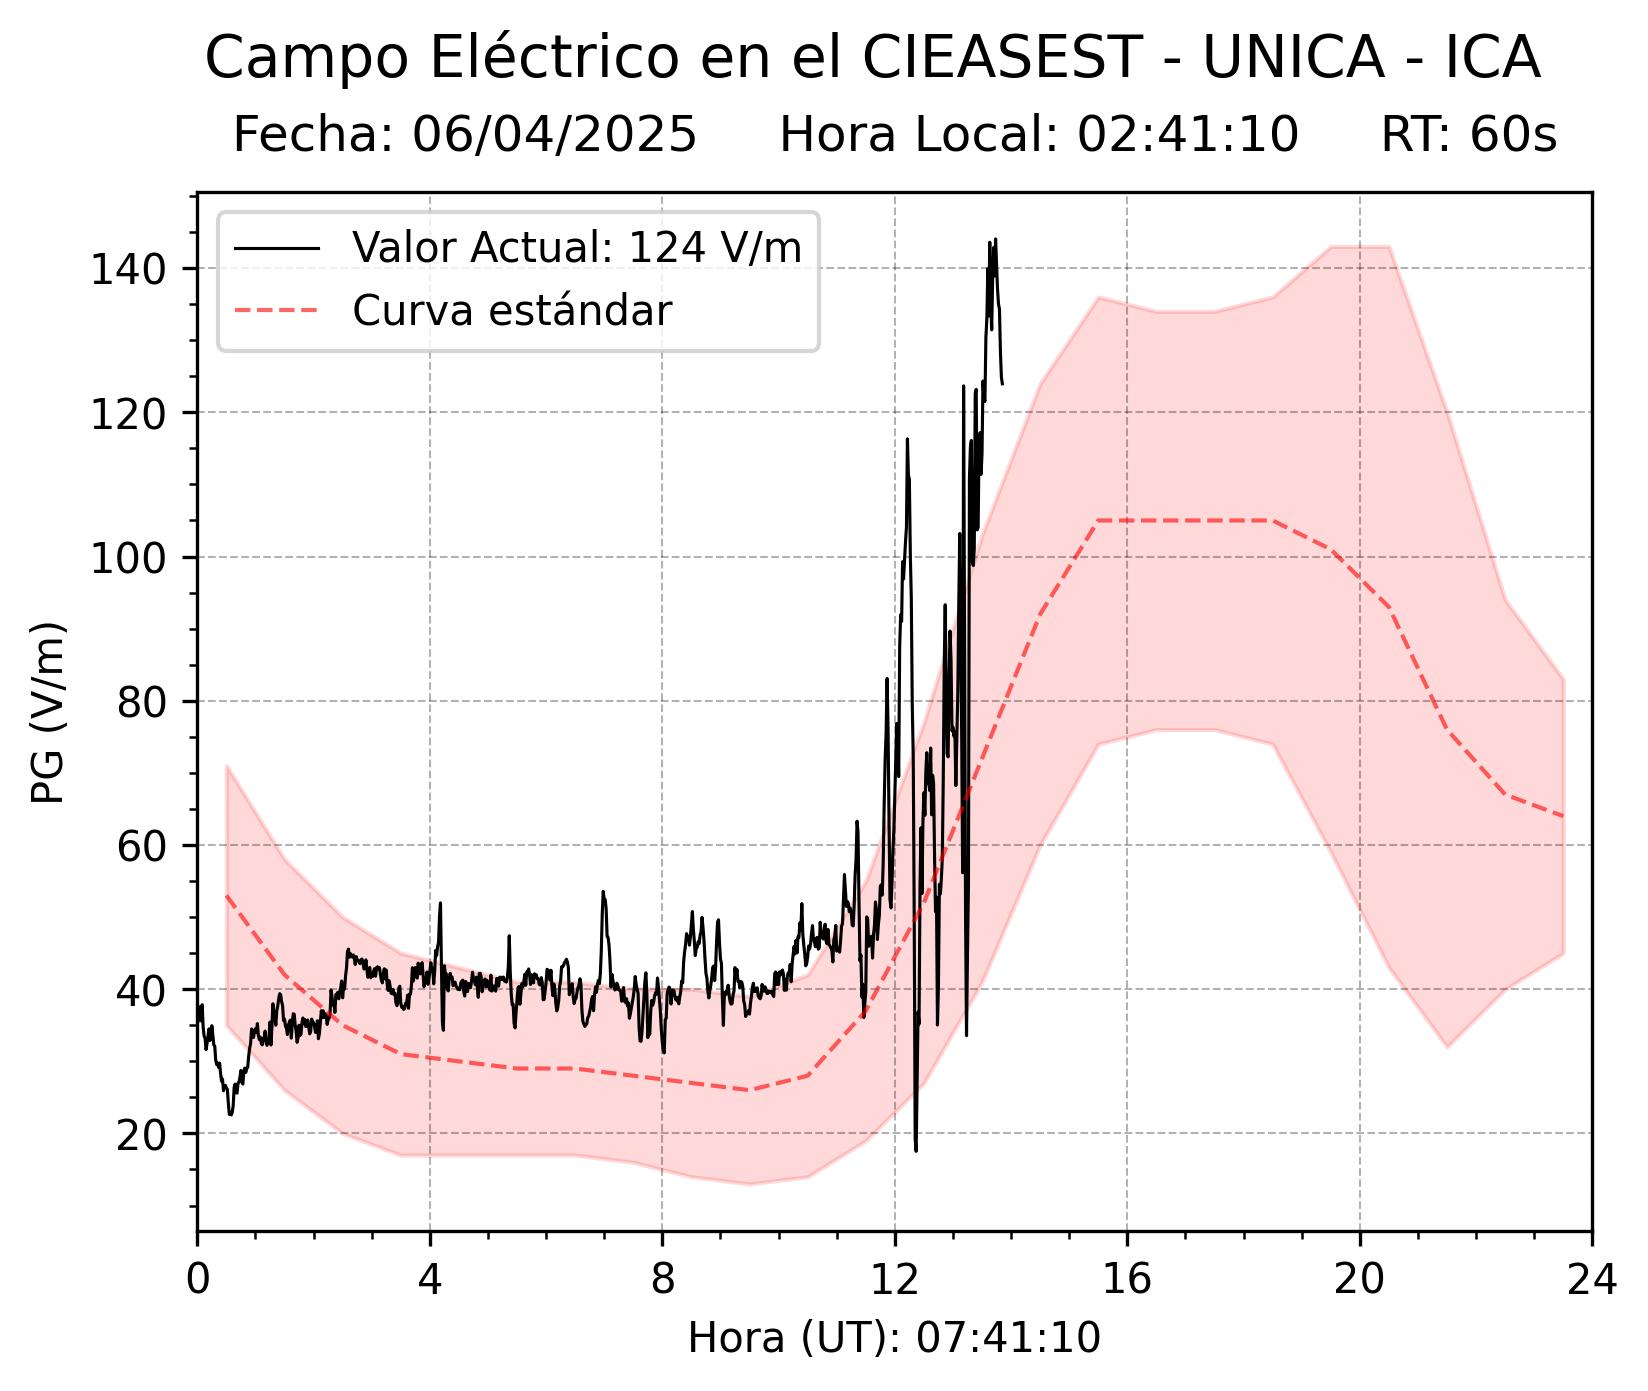 Campo Eléctrico en el CIEASEST - UNICA - ICA
Fecha: 06/04/2025 Hora Local: 02:41:10 RT: 60s
Valor Actual: 124 V/m
Curva estándar
PG (V/m)
140
120
100
80
60
40
20
0 4 8 12 16 20 24
Hora (UT): 07:41:10